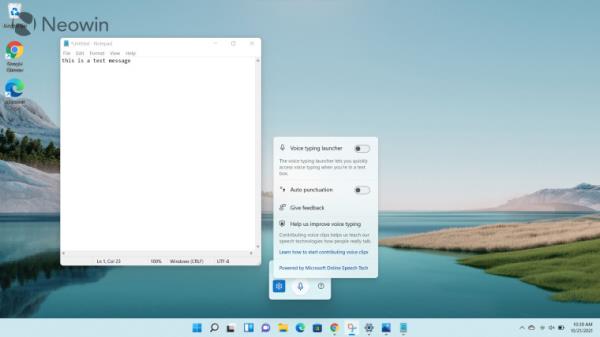 Neowin
*Untitled - Notepad
File Edit Format View Help
this is a test message
Ln 1, Col 23 100% Windows (CRLF) UTF-8
Voice typing launcher
The voice typing launcher lets you quickly
access voice typing when you're in a text
box.
Auto punctuation
Give feedback
Help us improve voice typing
Contributing voice clips helps us teach our
speech technologies how people really talk.
Learn how to start contributing voice clips
Powered by Microsoft Online Speech Tech
Google
Chrome
10:39 AM
10/21/2021